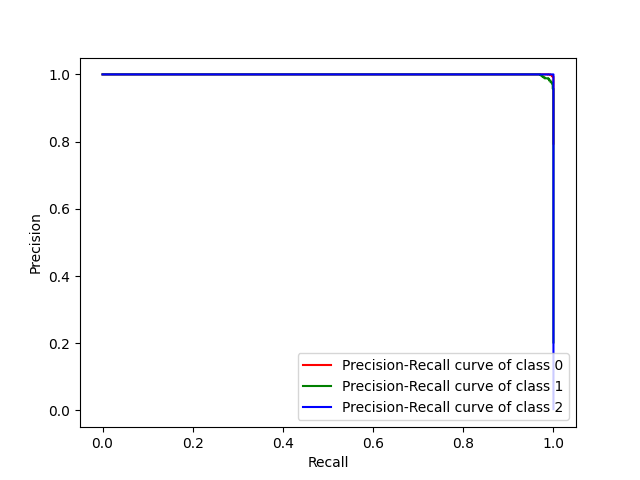 1.0
0.8
0.6
0.4
0.2
0.0
Precision
0.0 0.2 0.4 0.6 0.8 1.0
Recall
Precision-Recall curve of class 0
Precision-Recall curve of class 1
Precision-Recall curve of class 2